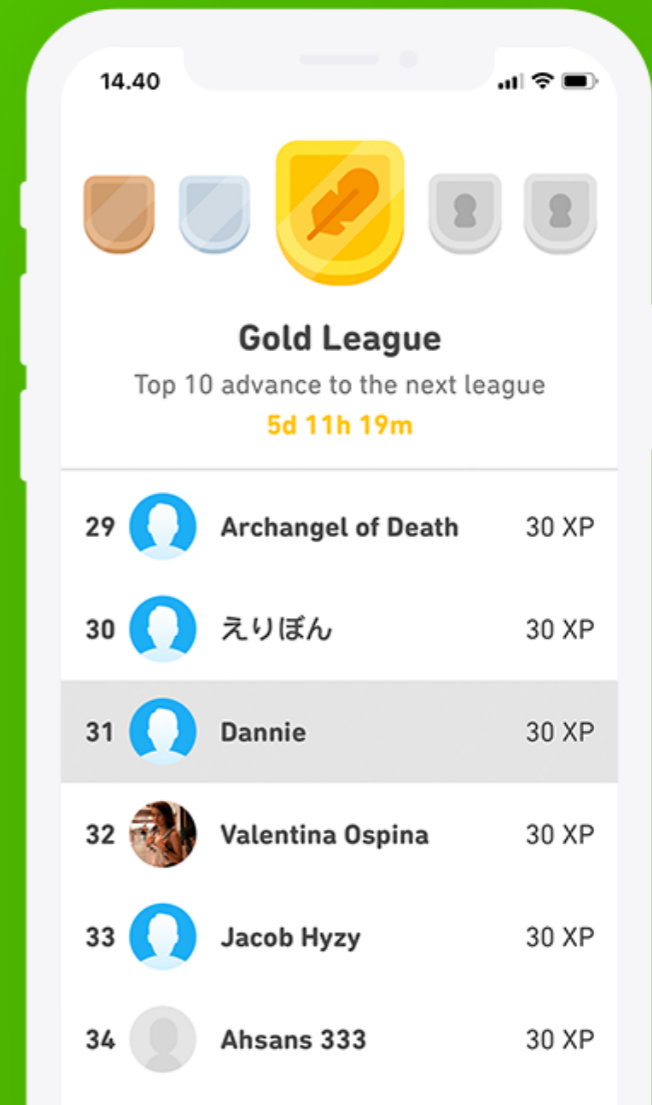 14.40
Gold League
Top 10 advance to the next league
5d 11h 19m
29 Archangel of Death 30 XP
30 えりぼん 30 XP
31 Dannie 30 XP
32 Valentina Ospina 30 XP
33 Jacob Hyzy 30 XP
34 Ahsans 333 30 XP